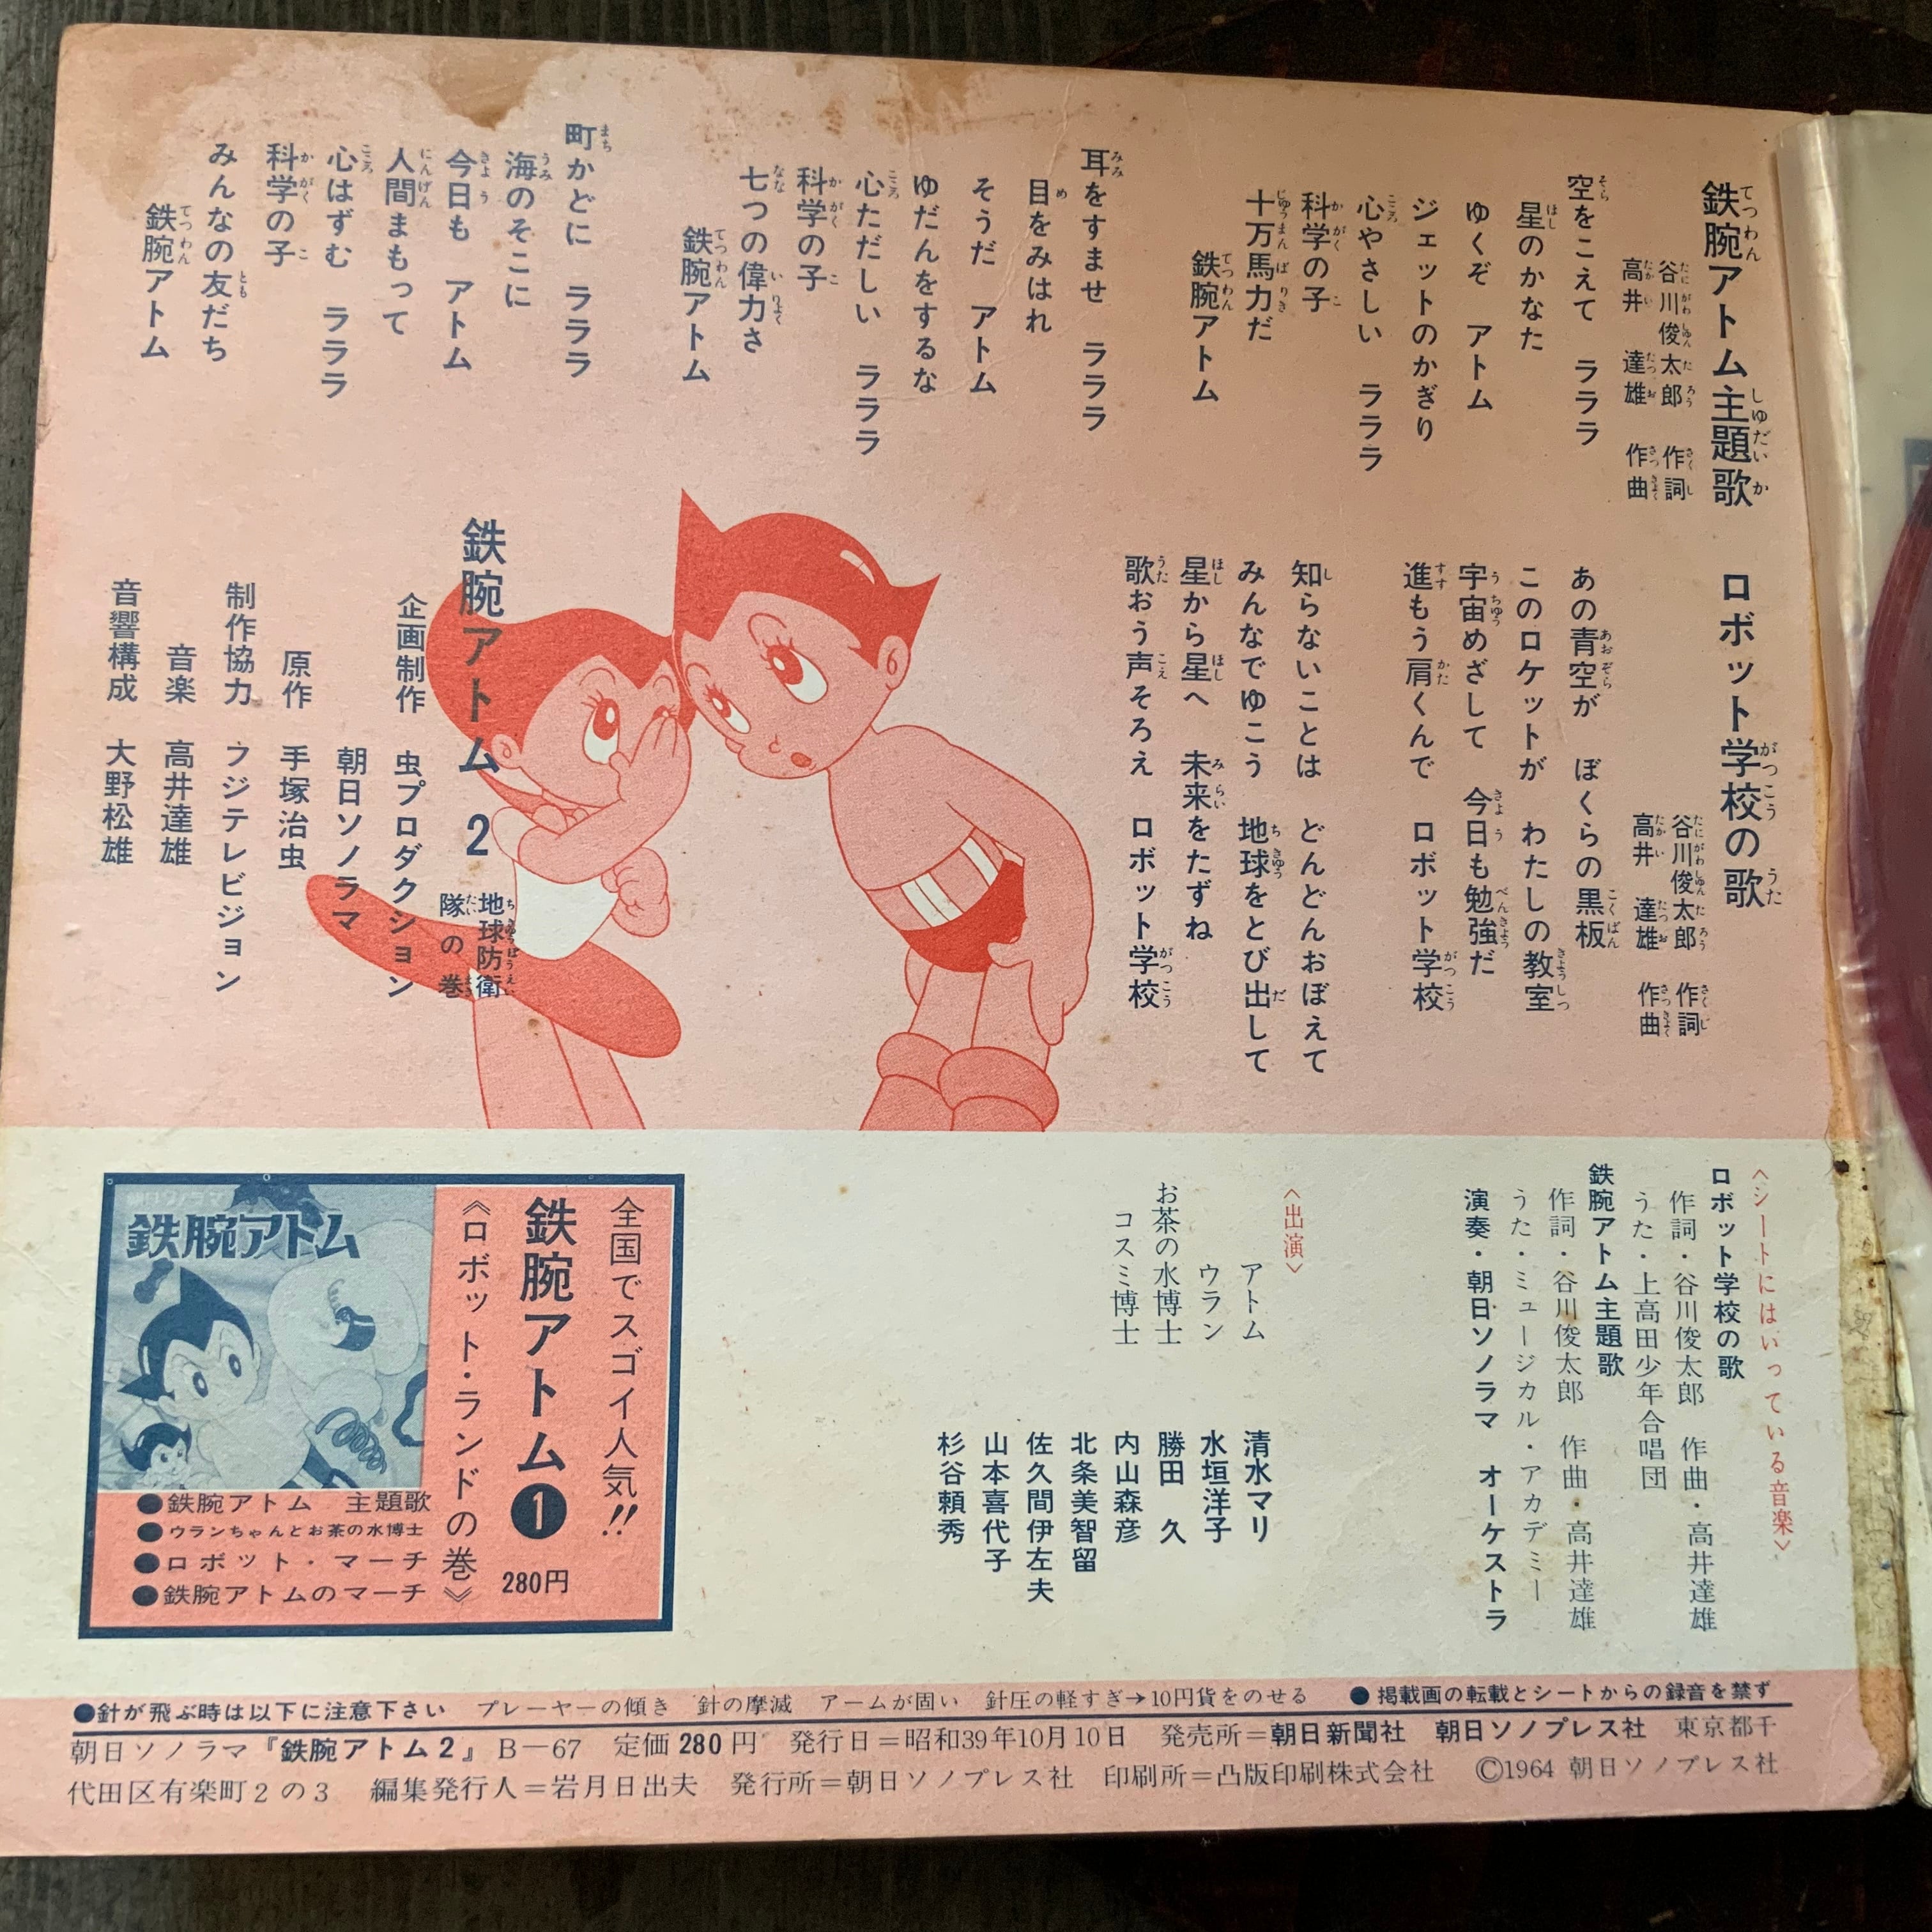 鉄腕アトム主題歌
谷川俊太郎 作詞
高井達雄 作曲
空をこえて ラララ
星のかなた
ゆくぞ アトム
ジェットのかぎり
心やさしい ラララ
科学の子
十万馬力だ
鉄腕アトム
耳をすませ ラララ
目をみはれ
そうだ アトム
ゆだんをするな
心ただしい ラララ
科学の子
七つの偉力さ
鉄腕アトム
町かどに ラララ
海のそこに
今日も アトム
人間まもって
心はずむ ラララ
科学の子
みんなの友だち
鉄腕アトム
ロボット学校の歌
谷川俊太郎 作詞
高井達雄 作曲
あの青空が ぼくらの黒板
このロケットが わたしの教室
宇宙めざして 今日も勉強だ
進もう肩くんで ロボット学校
知らないことは どんどんおぼえて
みんなでゆこう 地球をとび出して
星から星へ 未来をたずね
歌おう声そろえ ロボット学校
鉄腕アトム 2 地球防衛隊の巻
企画制作 虫プロダクション
朝日ソノラマ
原作 手塚治虫
制作協力 フジテレビジョン
音楽 高井達雄
音響構成 大野松雄
〈シートにはいっている音楽〉
ロボット学校の歌
作詞・谷川俊太郎 作曲・高井達雄
うた・上高田少年合唱団
鉄腕アトム主題歌
作詞・谷川俊太郎 作曲・高井達雄
うた・ミュージカル・アカデミー
演奏・朝日ソノラマ オーケストラ
〈出演〉
アトム 清水マリ
ウラン 水垣洋子
お茶の水博士 勝田 久
コスミ博士 内山森彦
北条美智留
佐久間伊左夫
山本喜代子
杉谷頼秀
全国でスゴイ人気!!
鉄腕アトム❶ 280円
《ロボット・ランドの巻》
鉄腕アトム
●鉄腕アトム 主題歌
●ウランちゃんとお茶の水博士
●ロボット・マーチ
●鉄腕アトムのマーチ
●針が飛ぶ時は以下に注意下さい プレーヤーの傾き 針の摩滅 アームが固い 針圧の軽すぎ→10円貨をのせる ●掲載画の転載とシートからの録音を禁ず
朝日ソノラマ『鉄腕アトム2』B—67 定価280円 発行日=昭和39年10月10日 発売所=朝日新聞社 朝日ソノプレス社 東京都千
代田区有楽町2の3 編集発行人=岩月日出夫 発行所=朝日ソノプレス社 印刷所=凸版印刷株式会社 ©1964 朝日ソノプレス社